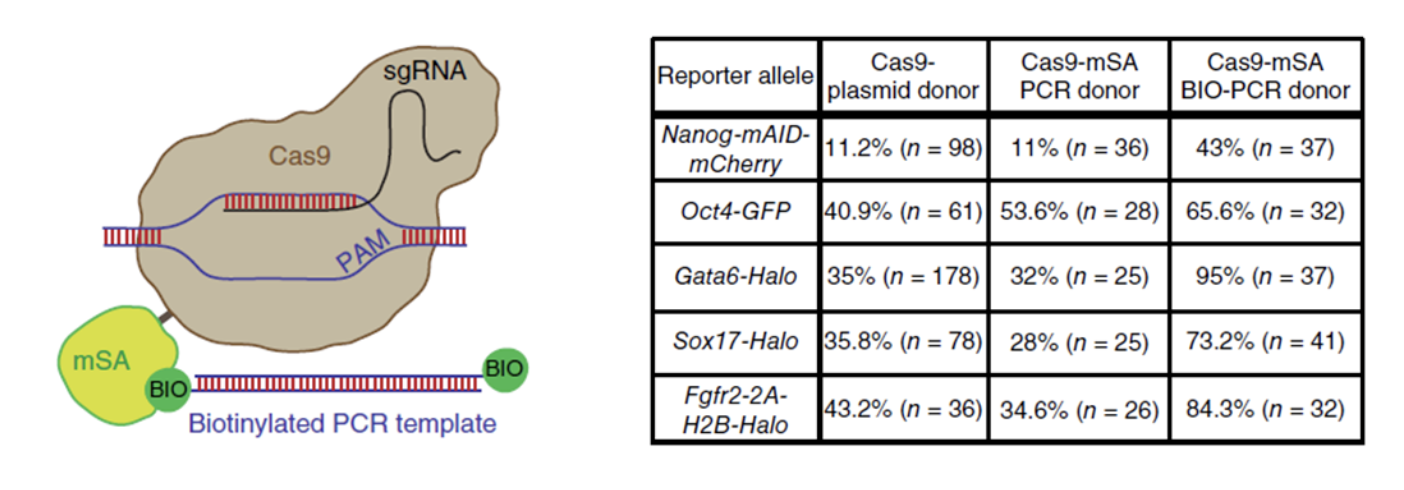 sgRNA
Cas9
PAM
mSA
BIO
BIO
Biotinylated PCR template
Reporter allele
Cas9-
plasmid donor
Cas9-mSA
PCR donor
Cas9-mSA
BIO-PCR donor
Nanog-mAID-
mCherry
11.2% (n = 98)
11% (n = 36)
43% (n = 37)
Oct4-GFP
40.9% (n = 61)
53.6% (n = 28)
65.6% (n = 32)
Gata6-Halo
35% (n = 178)
32% (n = 25)
95% (n = 37)
Sox17-Halo
35.8% (n = 78)
28% (n = 25)
73.2% (n = 41)
Fgfr2-2A-
H2B-Halo
43.2% (n = 36)
34.6% (n = 26)
84.3% (n = 32)